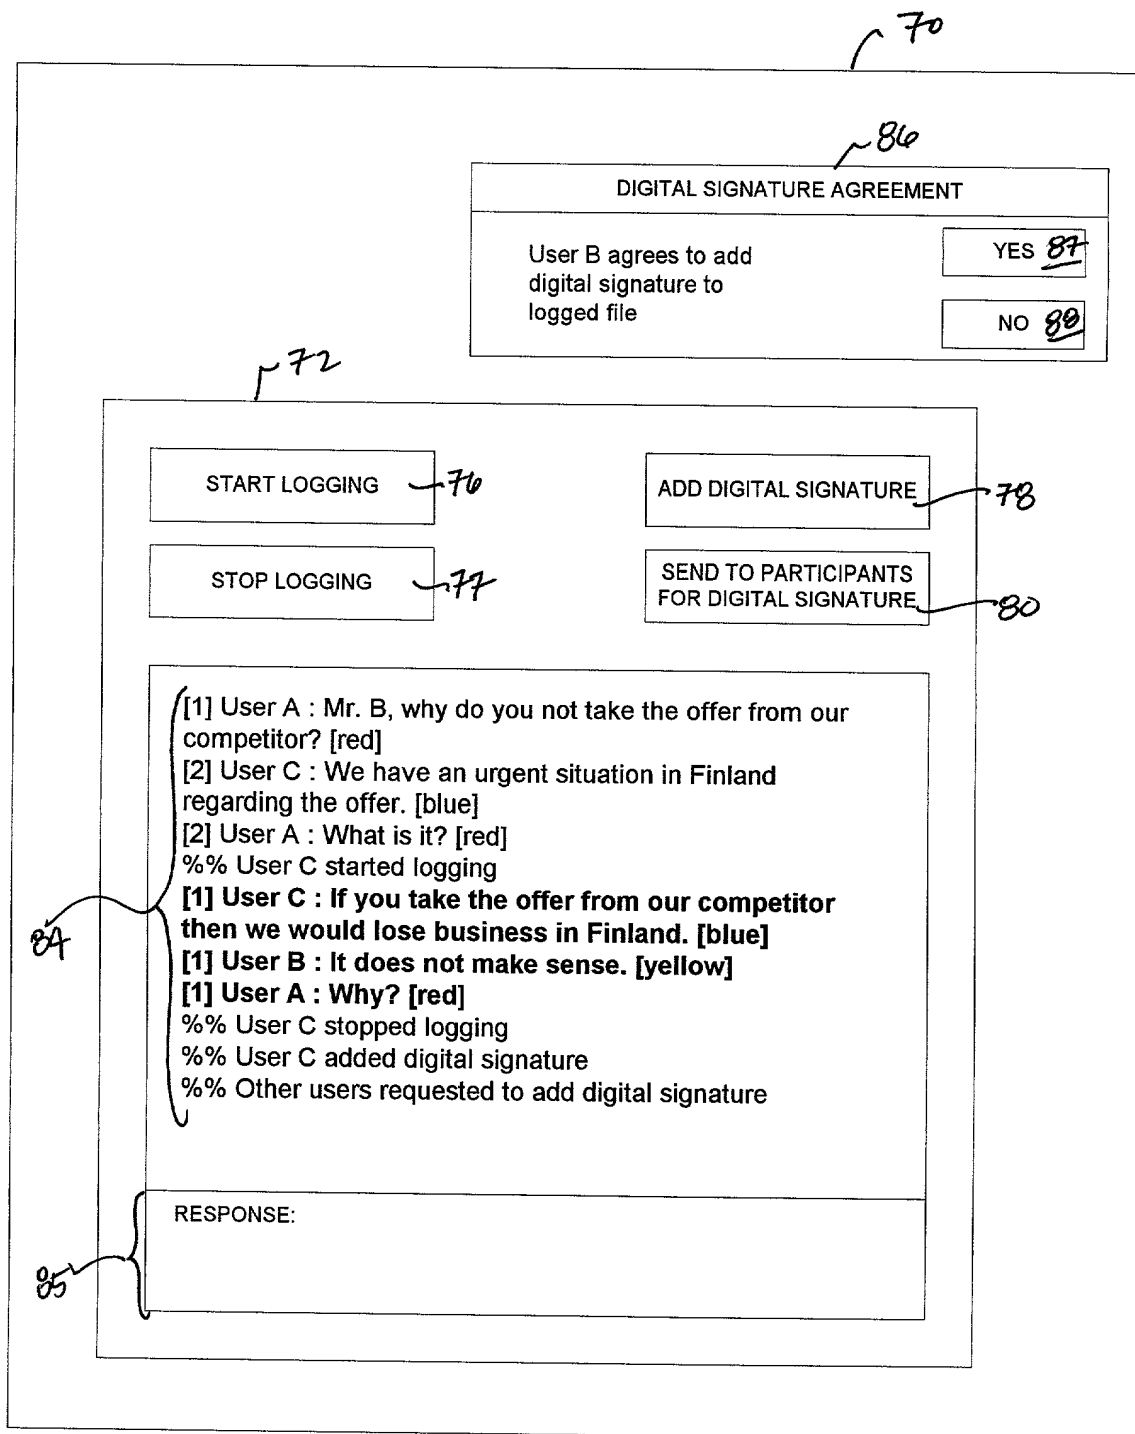 70
86
DIGITAL SIGNATURE AGREEMENT
User B agrees to add
digital signature to
logged file
YES 87
NO 88
72
START LOGGING 76
ADD DIGITAL SIGNATURE 78
STOP LOGGING 77
SEND TO PARTICIPANTS
FOR DIGITAL SIGNATURE 80
[1] User A : Mr. B, why do you not take the offer from our
competitor? [red]
[2] User C : We have an urgent situation in Finland
regarding the offer. [blue]
[2] User A : What is it? [red]
%% User C started logging
[1] User C : If you take the offer from our competitor
then we would lose business in Finland. [blue]
[1] User B : It does not make sense. [yellow]
[1] User A : Why? [red]
%% User C stopped logging
%% User C added digital signature
%% Other users requested to add digital signature
84
RESPONSE:
85